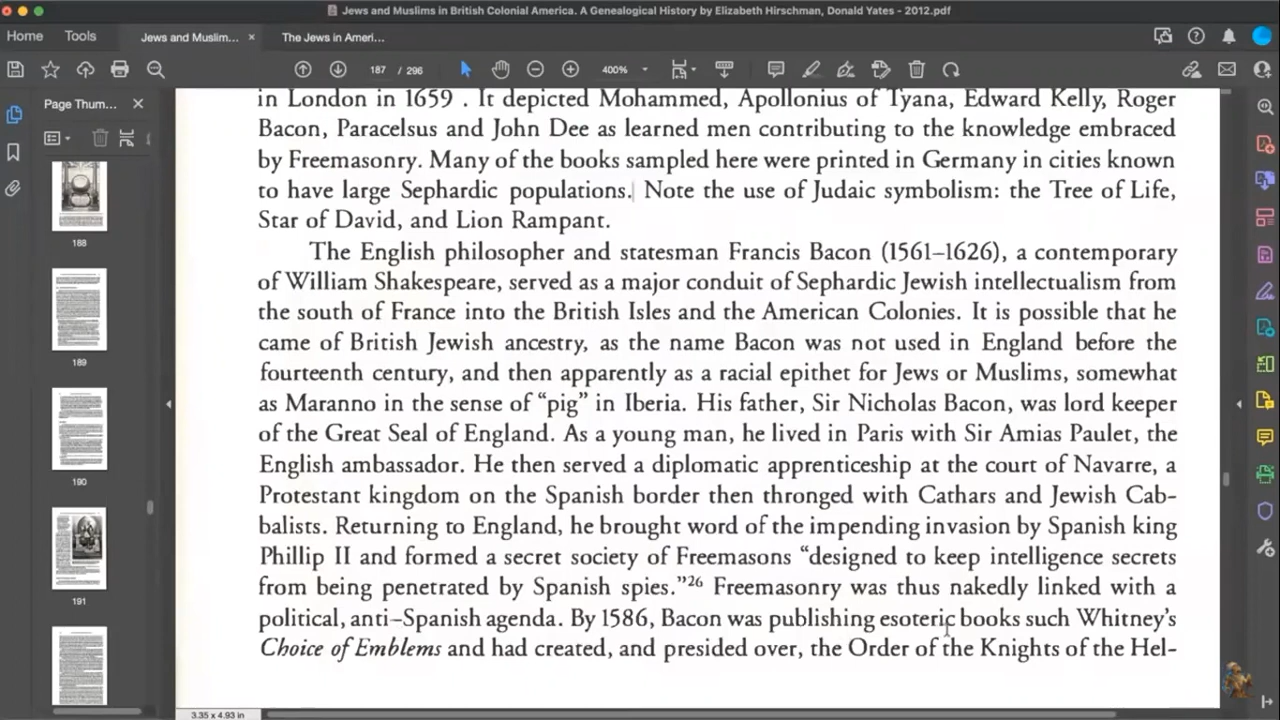 Jews and Muslims in British Colonial America. A Genealogical History by Elizabeth Hirschman, Donald Yates - 2012.pdf
Home Tools Jews and Muslim... × The Jews in Ameri...
187 / 296 400%
Page Thum...
188
189
190
191
in London in 1659 . It depicted Mohammed, Apollonius of Tyana, Edward Kelly, Roger
Bacon, Paracelsus and John Dee as learned men contributing to the knowledge embraced
by Freemasonry. Many of the books sampled here were printed in Germany in cities known
to have large Sephardic populations. Note the use of Judaic symbolism: the Tree of Life,
Star of David, and Lion Rampant.
The English philosopher and statesman Francis Bacon (1561–1626), a contemporary
of William Shakespeare, served as a major conduit of Sephardic Jewish intellectualism from
the south of France into the British Isles and the American Colonies. It is possible that he
came of British Jewish ancestry, as the name Bacon was not used in England before the
fourteenth century, and then apparently as a racial epithet for Jews or Muslims, somewhat
as Maranno in the sense of “pig” in Iberia. His father, Sir Nicholas Bacon, was lord keeper
of the Great Seal of England. As a young man, he lived in Paris with Sir Amias Paulet, the
English ambassador. He then served a diplomatic apprenticeship at the court of Navarre, a
Protestant kingdom on the Spanish border then thronged with Cathars and Jewish Cab-
balists. Returning to England, he brought word of the impending invasion by Spanish king
Phillip II and formed a secret society of Freemasons “designed to keep intelligence secrets
from being penetrated by Spanish spies.”26 Freemasonry was thus nakedly linked with a
political, anti–Spanish agenda. By 1586, Bacon was publishing esoteric books such Whitney’s
Choice of Emblems and had created, and presided over, the Order of the Knights of the Hel-
3.35 x 4.93 in